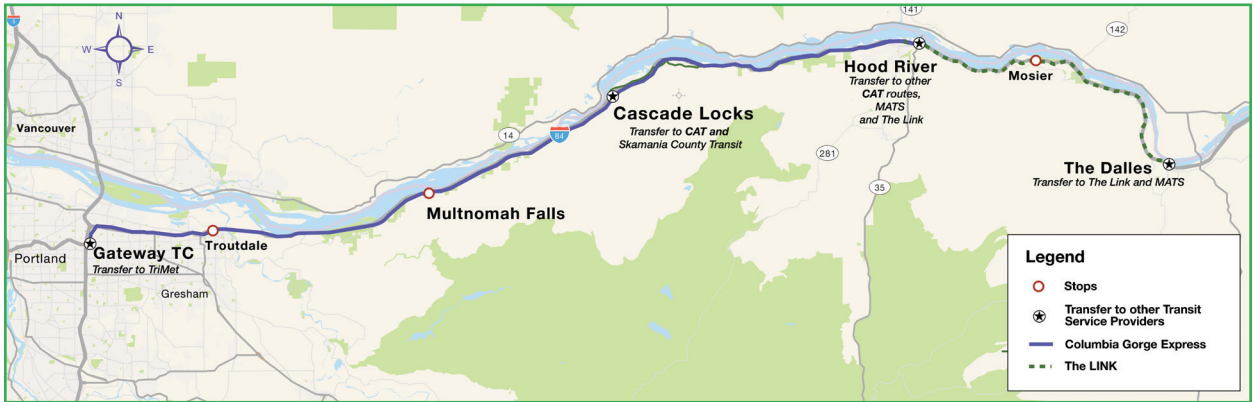 N
W
E
S
5
Vancouver
Portland
Gateway TC
Transfer to TriMet
Troutdale
Gresham
Multnomah Falls
14
84
Cascade Locks
Transfer to CAT and
Skamania County Transit
141
Hood River
Transfer to other
CAT routes,
MATS
and The Link
281
35
142
Mosier
The Dalles
Transfer to The Link and MATS
Legend
Stops
Transfer to other Transit
Service Providers
Columbia Gorge Express
The LINK